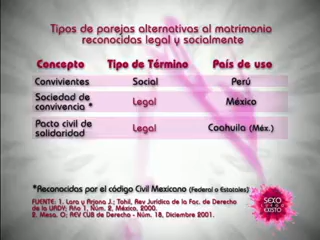 Tipos de parejas alternativas al matrimonio
reconocidas legal y socialmente
Concepto Tipo de Término País de uso
Convivientes Social Perú
Sociedad de
convivencia * Legal México
Pacto civil de
solidaridad Legal Coahuila (Méx.)
*Reconocidas por el código Civil Mexicano (Federal o Estatales)
FUENTE: 1. Lara y Arjona J.; Tohil, Rev Jurídica de la Fac. de Derecho
de la URDY; Año 1, Núm. 2, México, 2000.
2. Mesa, O; REV CUB de Derecho - Núm. 18, Diciembre 2001.
SEXO
EXISTO